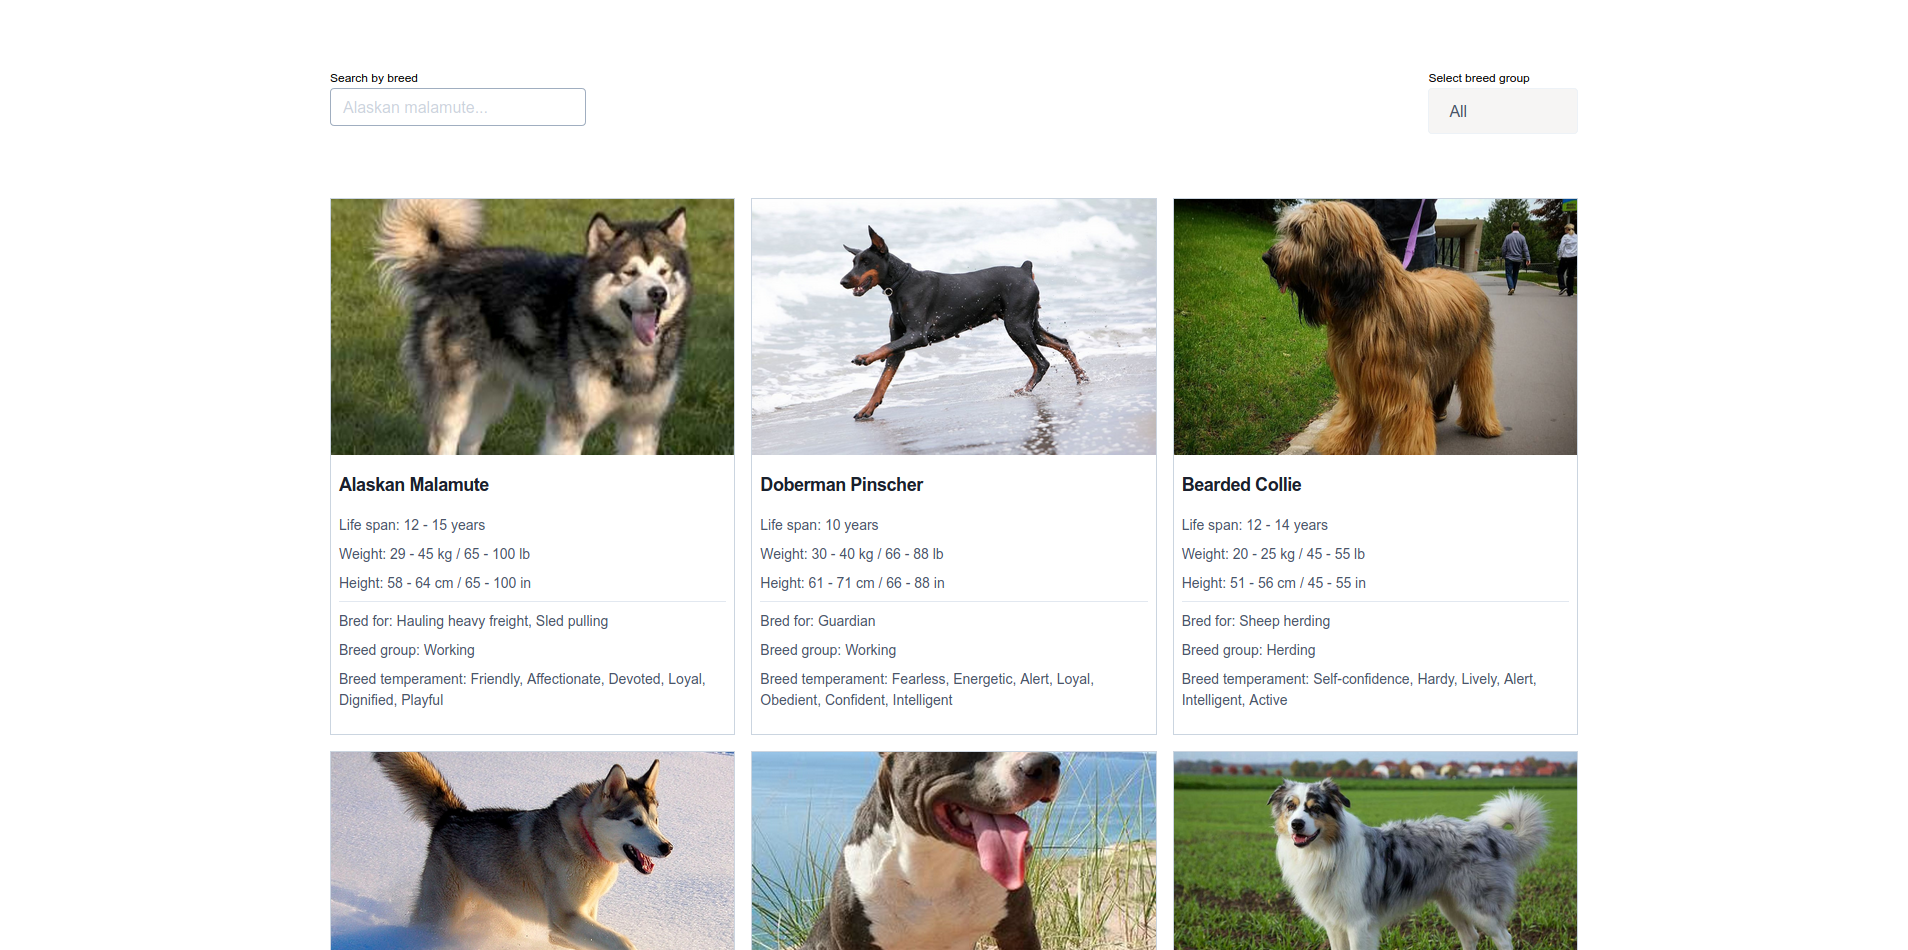 Search by breed
Alaskan malamute...
Select breed group
All
Alaskan Malamute
Life span: 12 - 15 years
Weight: 29 - 45 kg / 65 - 100 lb
Height: 58 - 64 cm / 65 - 100 in
Bred for: Hauling heavy freight, Sled pulling
Breed group: Working
Breed temperament: Friendly, Affectionate, Devoted, Loyal,
Dignified, Playful
Doberman Pinscher
Life span: 10 years
Weight: 30 - 40 kg / 66 - 88 lb
Height: 61 - 71 cm / 66 - 88 in
Bred for: Guardian
Breed group: Working
Breed temperament: Fearless, Energetic, Alert, Loyal,
Obedient, Confident, Intelligent
Bearded Collie
Life span: 12 - 14 years
Weight: 20 - 25 kg / 45 - 55 lb
Height: 51 - 56 cm / 45 - 55 in
Bred for: Sheep herding
Breed group: Herding
Breed temperament: Self-confidence, Hardy, Lively, Alert,
Intelligent, Active